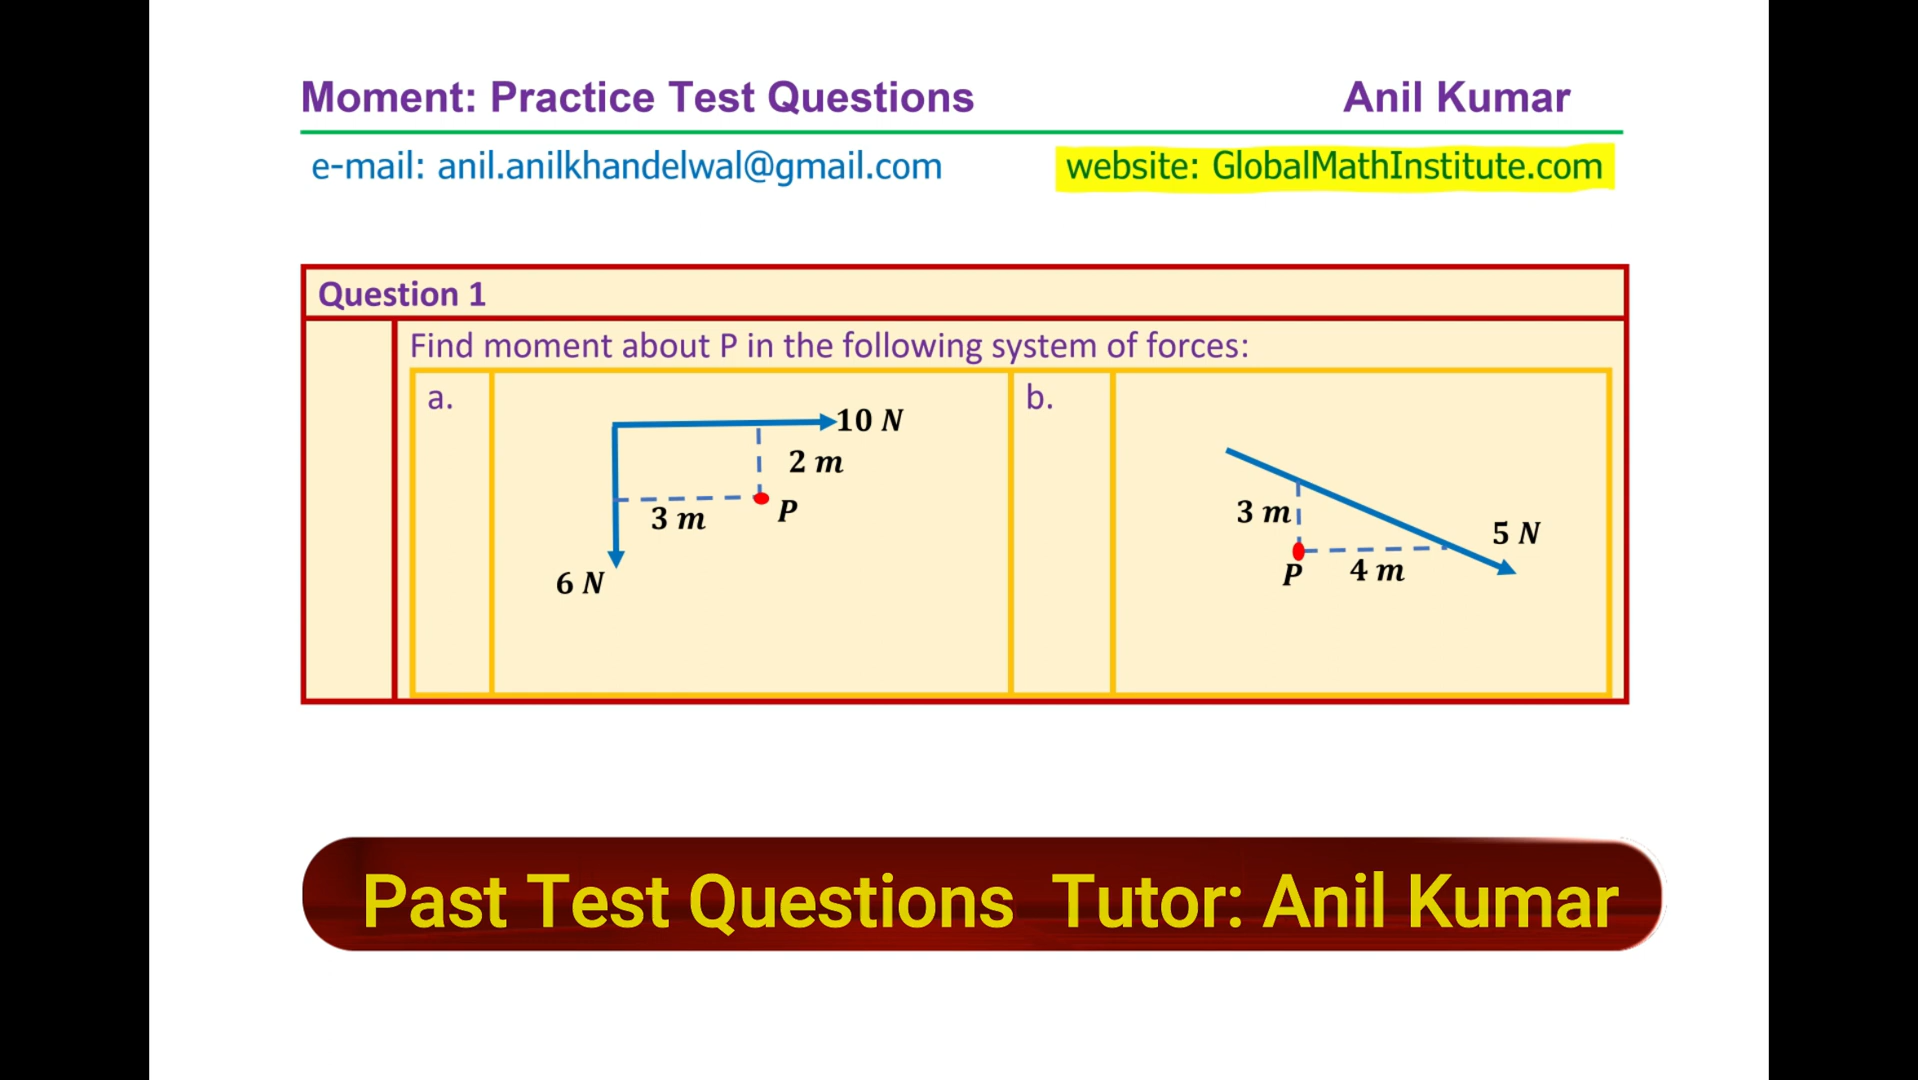 Moment: Practice Test Questions Anil Kumar
e-mail: anil.anilkhandelwal@gmail.com website: GlobalMathInstitute.com
Question 1
Find moment about P in the following system of forces:
a.
10 N
2 m
P
3 m
6 N
b.
3 m
5 N
P
4 m
Past Test Questions Tutor: Anil Kumar